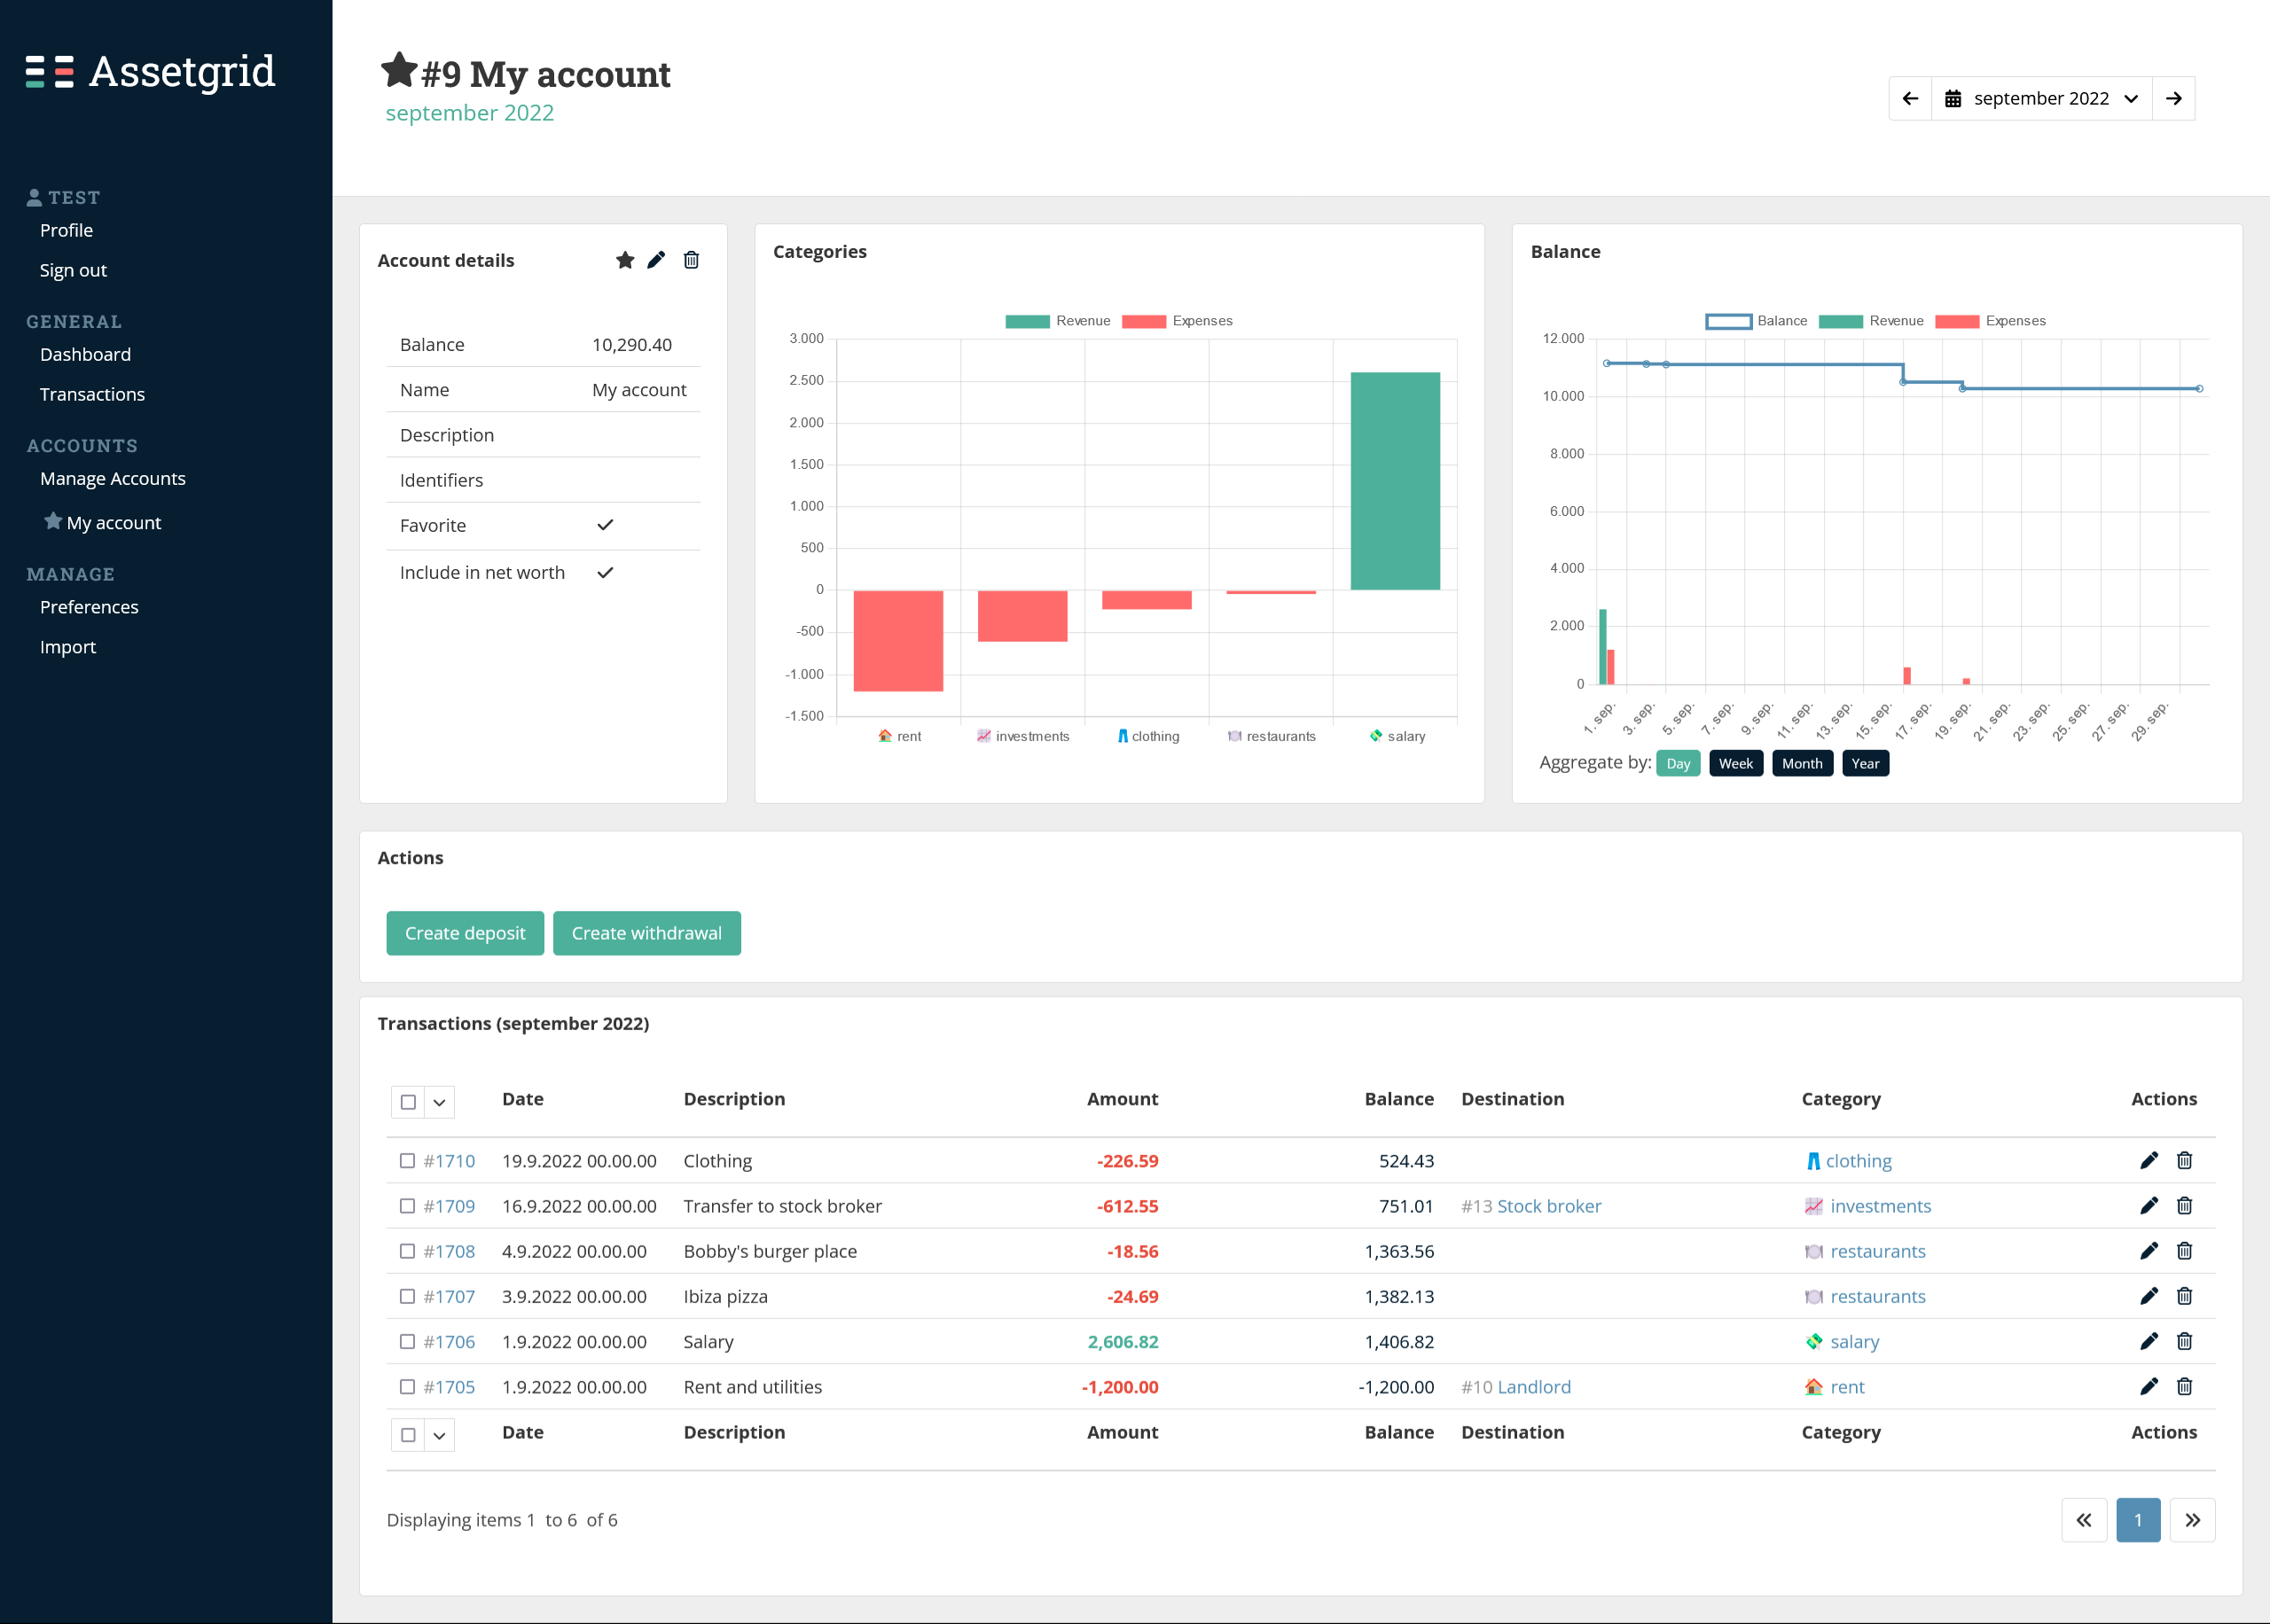 Assetgrid
TEST
Profile
Sign out
GENERAL
Dashboard
Transactions
ACCOUNTS
Manage Accounts
My account
MANAGE
Preferences
Import
#9 My account
september 2022
september 2022
Account details
Balance 10,290.40
Name My account
Description
Identifiers
Favorite
Include in net worth
Categories
Revenue Expenses
3.000
2.500
2.000
1.500
1.000
500
0
-500
-1.000
-1.500
rent investments clothing restaurants salary
Balance
Balance Revenue Expenses
12.000
10.000
8.000
6.000
4.000
2.000
0
1. sep. 3. sep. 5. sep. 7. sep. 9. sep. 11. sep. 13. sep. 15. sep. 17. sep. 19. sep. 21. sep. 23. sep. 25. sep. 27. sep. 29. sep.
Aggregate by: Day Week Month Year
Actions
Create deposit Create withdrawal
Transactions (september 2022)
Date Description Amount Balance Destination Category Actions
#1710 19.9.2022 00.00.00 Clothing -226.59 524.43 clothing
#1709 16.9.2022 00.00.00 Transfer to stock broker -612.55 751.01 #13 Stock broker investments
#1708 4.9.2022 00.00.00 Bobby's burger place -18.56 1,363.56 restaurants
#1707 3.9.2022 00.00.00 Ibiza pizza -24.69 1,382.13 restaurants
#1706 1.9.2022 00.00.00 Salary 2,606.82 1,406.82 salary
#1705 1.9.2022 00.00.00 Rent and utilities -1,200.00 -1,200.00 #10 Landlord rent
Date Description Amount Balance Destination Category Actions
Displaying items 1 to 6 of 6
1